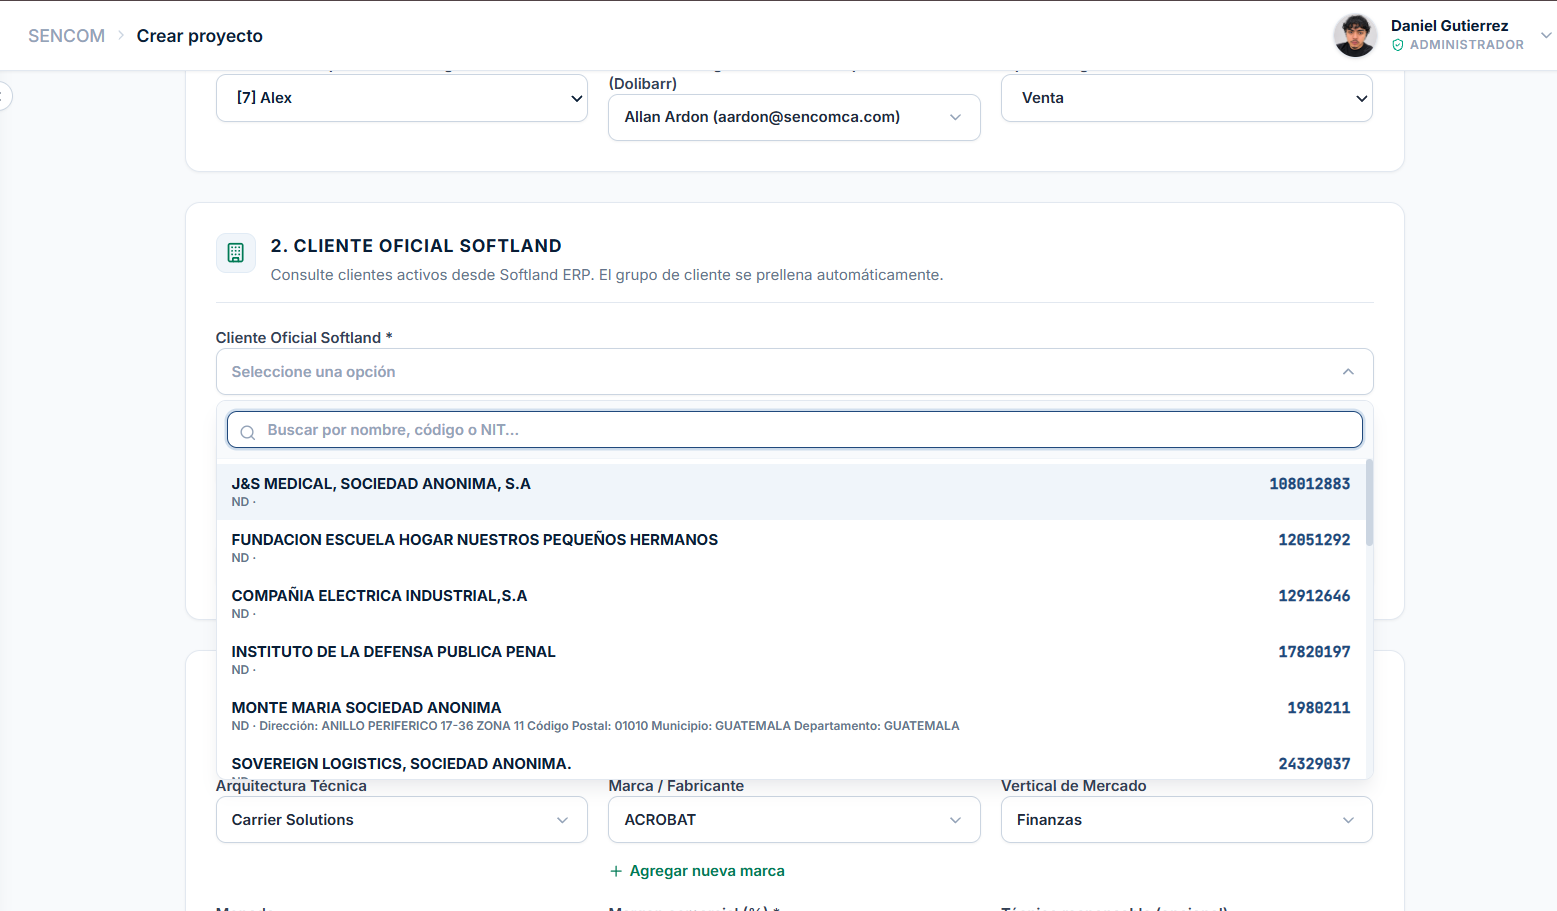 SENCOM > Crear proyecto
Daniel Gutierrez
ADMINISTRADOR
(Dolibarr)
[7] Alex
Allan Ardon (aardon@sencomca.com)
Venta
2. CLIENTE OFICIAL SOFTLAND
Consulte clientes activos desde Softland ERP. El grupo de cliente se prellena automáticamente.
Cliente Oficial Softland *
Seleccione una opción
Buscar por nombre, código o NIT...
J&S MEDICAL, SOCIEDAD ANONIMA, S.A 108012883
ND ·
FUNDACION ESCUELA HOGAR NUESTROS PEQUEÑOS HERMANOS 12051292
ND ·
COMPAÑIA ELECTRICA INDUSTRIAL,S.A 12912646
ND ·
INSTITUTO DE LA DEFENSA PUBLICA PENAL 17820197
ND ·
MONTE MARIA SOCIEDAD ANONIMA 1980211
ND · Dirección: ANILLO PERIFERICO 17-36 ZONA 11 Código Postal: 01010 Municipio: GUATEMALA Departamento: GUATEMALA
SOVEREIGN LOGISTICS, SOCIEDAD ANONIMA. 24329037
Arquitectura Técnica
Marca / Fabricante
Vertical de Mercado
Carrier Solutions
ACROBAT
Finanzas
+ Agregar nueva marca